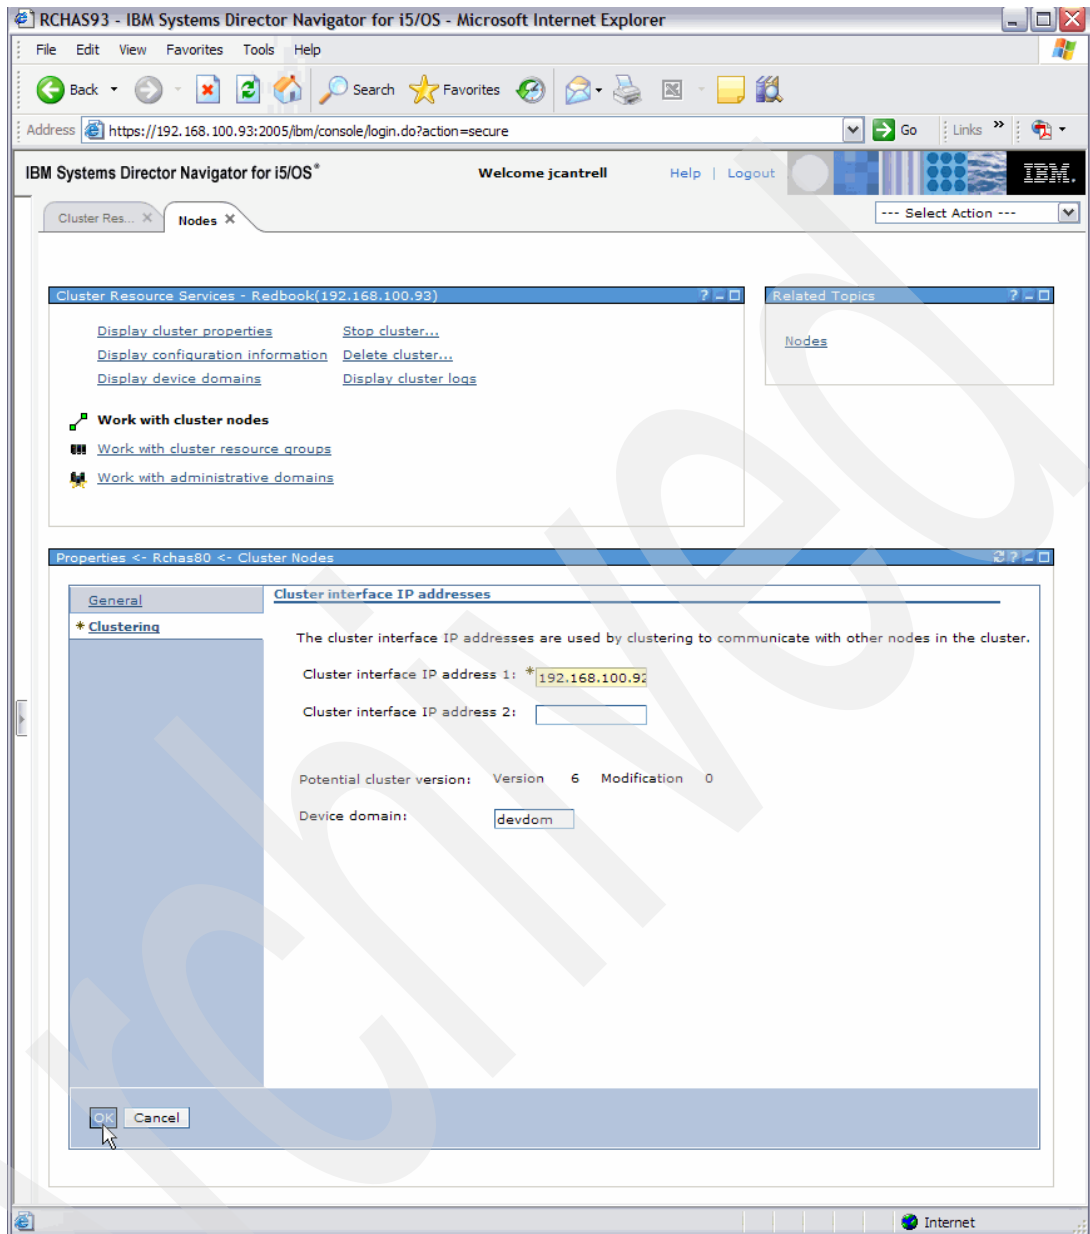 RCHAS93 - IBM Systems Director Navigator for i5/OS - Microsoft Internet Explorer
File Edit View Favorites Tools Help
Back Search Favorites
Address https://192.168.100.93:2005/ibm/console/login.do?action=secure Go Links »
IBM Systems Director Navigator for i5/OS® Welcome jcantrell Help | Logout IBM.
Cluster Res... Nodes --- Select Action ---
Cluster Resource Services - Redbook(192.168.100.93) Related Topics
Display cluster properties Stop cluster...
Nodes
Display configuration information Delete cluster...
Display device domains Display cluster logs
Work with cluster nodes
Work with cluster resource groups
Work with administrative domains
Properties <- Rchas80 <- Cluster Nodes
General
* Clustering
Cluster interface IP addresses
The cluster interface IP addresses are used by clustering to communicate with other nodes in the cluster.
Cluster interface IP address 1: * 192.168.100.92
Cluster interface IP address 2:
Potential cluster version: Version 6 Modification 0
Device domain: devdom
OK Cancel
Internet
rchived